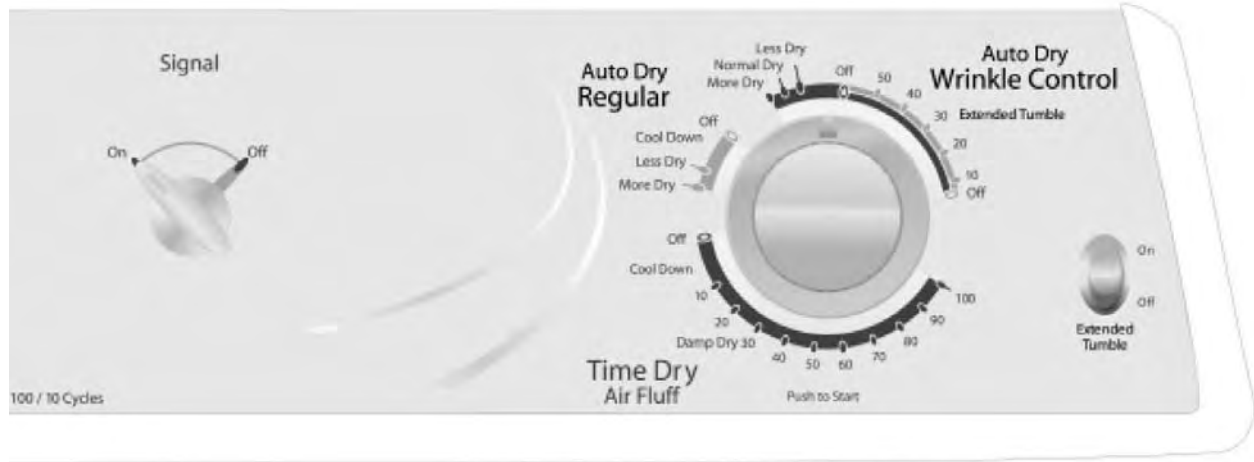 Signal
On
Off
100 / 10 Cycles
Auto Dry
Regular
Less Dry
Normal Dry
More Dry
Off
50
40
30
20
10
Off
Auto Dry
Wrinkle Control
Extended Tumble
Off
Cool Down
Less Dry
More Dry
Off
Cool Down
10
20
Damp Dry 30
40
50
60
70
80
90
100
Time Dry
Air Fluff
Push to Start
On
Off
Extended
Tumble